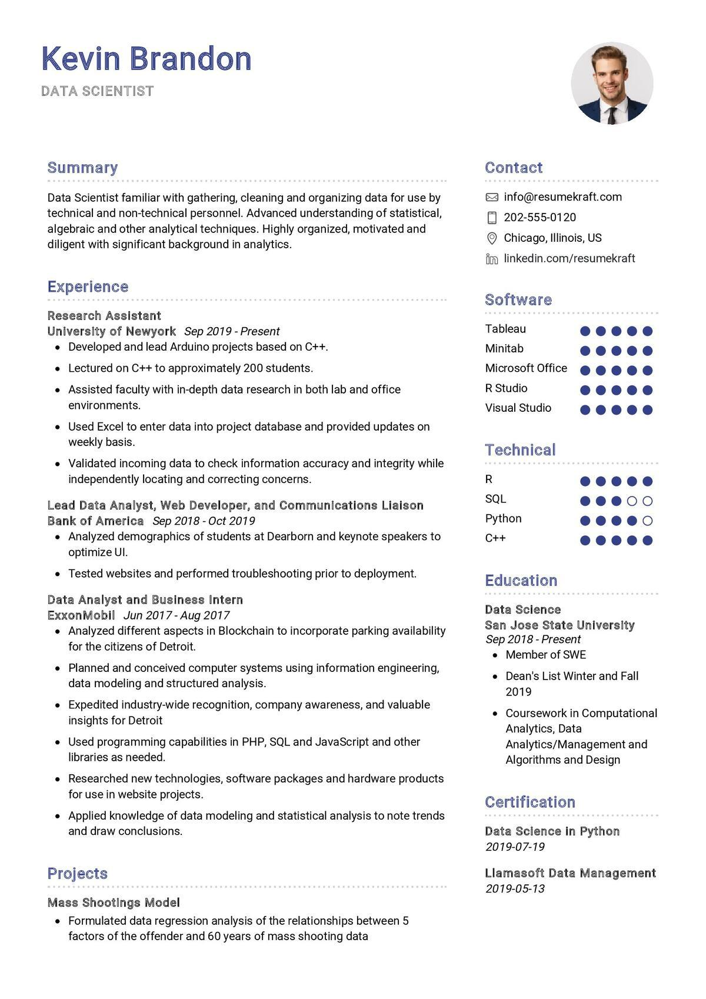 Kevin Brandon
DATA SCIENTIST
Summary
Data Scientist familiar with gathering, cleaning and organizing data for use by
technical and non-technical personnel. Advanced understanding of statistical,
algebraic and other analytical techniques. Highly organized, motivated and
diligent with significant background in analytics.
Experience
Research Assistant
University of Newyork Sep 2019 - Present
• Developed and lead Arduino projects based on C++.
• Lectured on C++ to approximately 200 students.
• Assisted faculty with in-depth data research in both lab and office
environments.
• Used Excel to enter data into project database and provided updates on
weekly basis.
• Validated incoming data to check information accuracy and integrity while
independently locating and correcting concerns.
Lead Data Analyst, Web Developer, and Communications Liaison
Bank of America Sep 2018 - Oct 2019
• Analyzed demographics of students at Dearborn and keynote speakers to
optimize UI.
• Tested websites and performed troubleshooting prior to deployment.
Data Analyst and Business Intern
ExxonMobil Jun 2017 - Aug 2017
• Analyzed different aspects in Blockchain to incorporate parking availability
for the citizens of Detroit.
• Planned and conceived computer systems using information engineering,
data modeling and structured analysis.
• Expedited industry-wide recognition, company awareness, and valuable
insights for Detroit
• Used programming capabilities in PHP, SQL and JavaScript and other
libraries as needed.
• Researched new technologies, software packages and hardware products
for use in website projects.
• Applied knowledge of data modeling and statistical analysis to note trends
and draw conclusions.
Projects
Mass Shootings Model
• Formulated data regression analysis of the relationships between 5
factors of the offender and 60 years of mass shooting data
Contact
info@resumekraft.com
202-555-0120
Chicago, Illinois, US
linkedin.com/resumekraft
Software
Tableau
Minitab
Microsoft Office
R Studio
Visual Studio
Technical
R
SQL
Python
C++
Education
Data Science
San Jose State University
Sep 2018 - Present
• Member of SWE
• Dean's List Winter and Fall
2019
• Coursework in Computational
Analytics, Data
Analytics/Management and
Algorithms and Design
Certification
Data Science in Python
2019-07-19
Llamasoft Data Management
2019-05-13